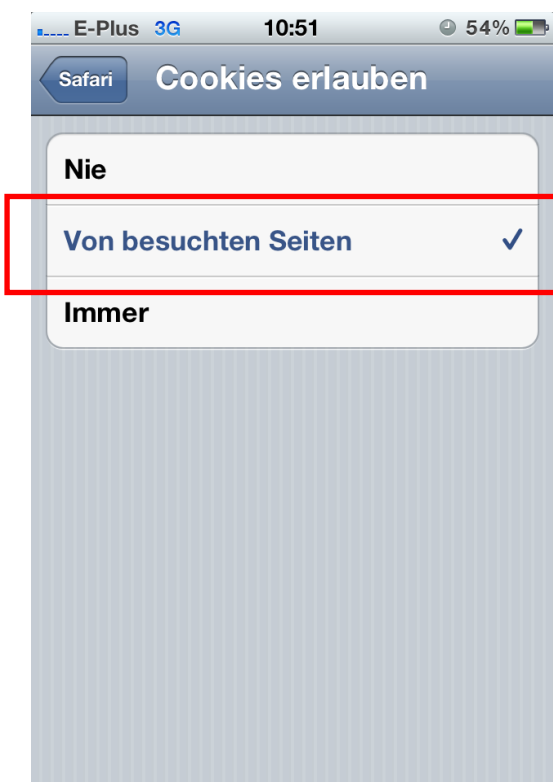 E-Plus 3G 10:51 54%
Safari Cookies erlauben
Nie
Von besuchten Seiten
Immer